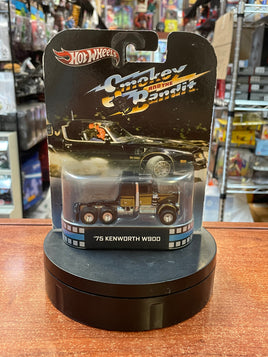 Hot Wheels
Smokey
AND THE
Bandit
'75 KENWORTH W900